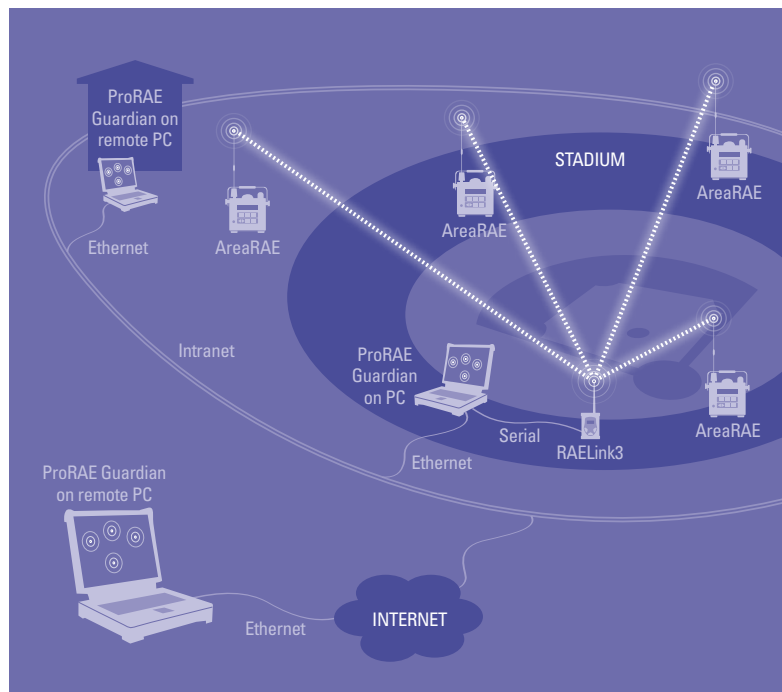 ProRAE
Guardian on
remote PC
STADIUM
AreaRAE
Ethernet
AreaRAE
AreaRAE
Intranet
ProRAE
Guardian
on PC
Serial
AreaRAE
RAELink3
Ethernet
ProRAE Guardian
on remote PC
INTERNET
Ethernet